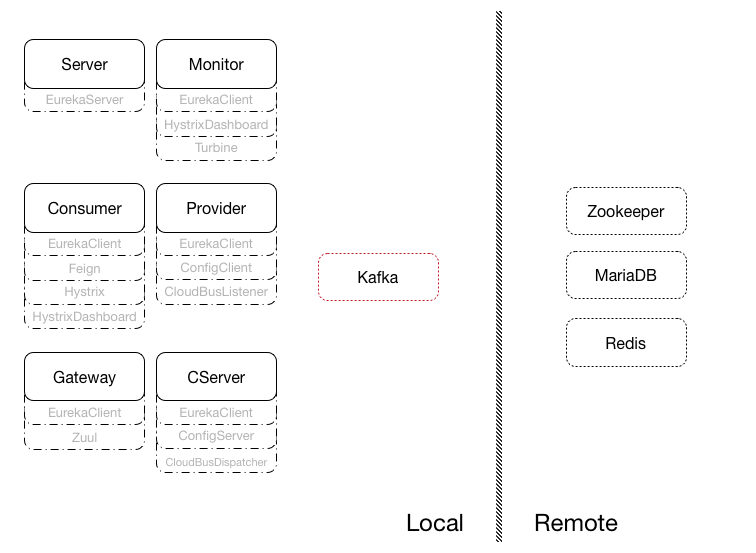 Server
EurekaServer
Monitor
EurekaClient
HystrixDashboard
Turbine
Consumer
EurekaClient
Feign
Hystrix
HystrixDashboard
Provider
EurekaClient
ConfigClient
CloudBusListener
Gateway
EurekaClient
Zuul
CServer
EurekaClient
ConfigServer
CloudBusDispatcher
Kafka
Local
Zookeeper
MariaDB
Redis
Remote